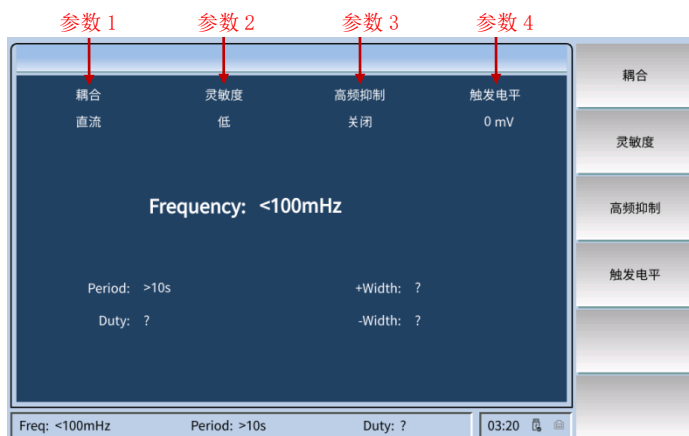 参数 1 参数 2 参数 3 参数 4
耦合 灵敏度 高频抑制 触发电平
直流 低 关闭 0 mV
Frequency: <100mHz
Period: >10s +Width: ?
Duty: ? -Width: ?
Freq: <100mHz Period: >10s Duty: ? 03:20
耦合
灵敏度
高频抑制
触发电平